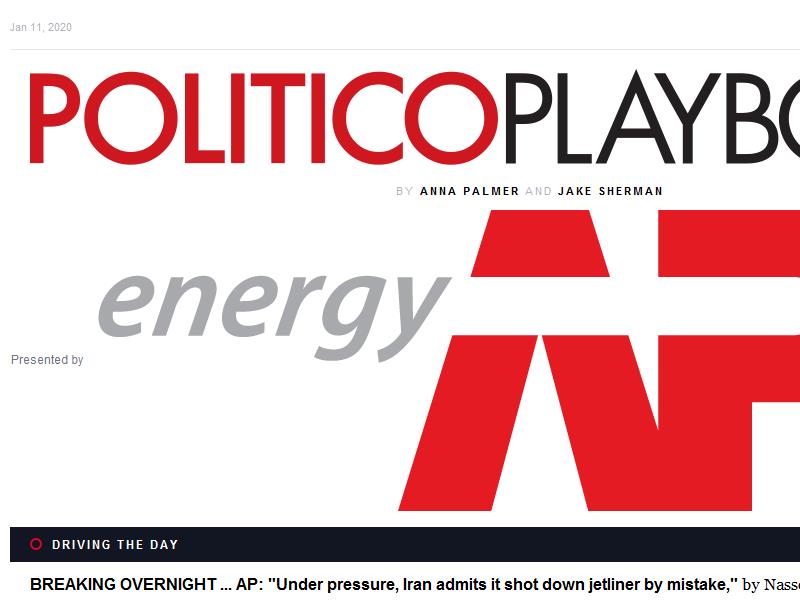 Jan 11, 2020
POLITICOPLAYBO
BY ANNA PALMER AND JAKE SHERMAN
energy AP
Presented by
DRIVING THE DAY
BREAKING OVERNIGHT ... AP: "Under pressure, Iran admits it shot down jetliner by mistake," by Nass